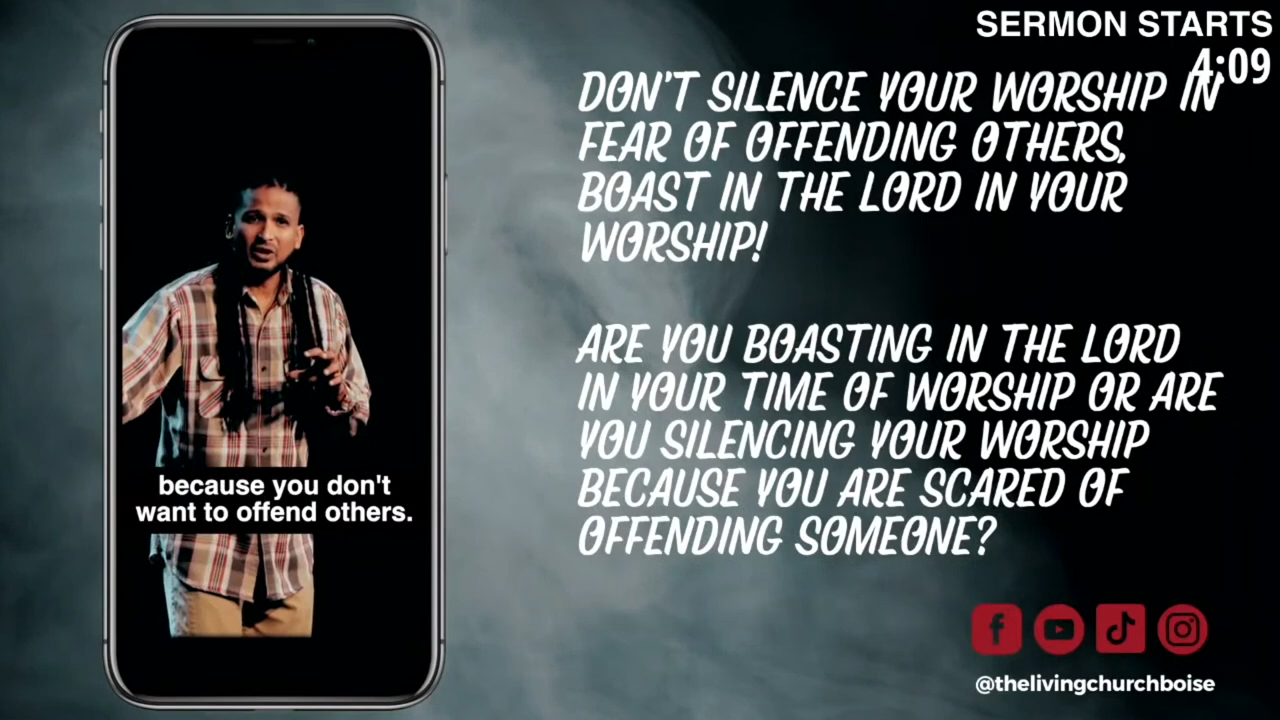 SERMON STARTS
4:09
DON'T SILENCE YOUR WORSHIP IN
FEAR OF OFFENDING OTHERS,
BOAST IN THE LORD IN YOUR
WORSHIP!
ARE YOU BOASTING IN THE LORD
IN YOUR TIME OF WORSHIP OR ARE
YOU SILENCING YOUR WORSHIP
BECAUSE YOU ARE SCARED OF
OFFENDING SOMEONE?
because you don't
want to offend others.
@thelivingchurchboise